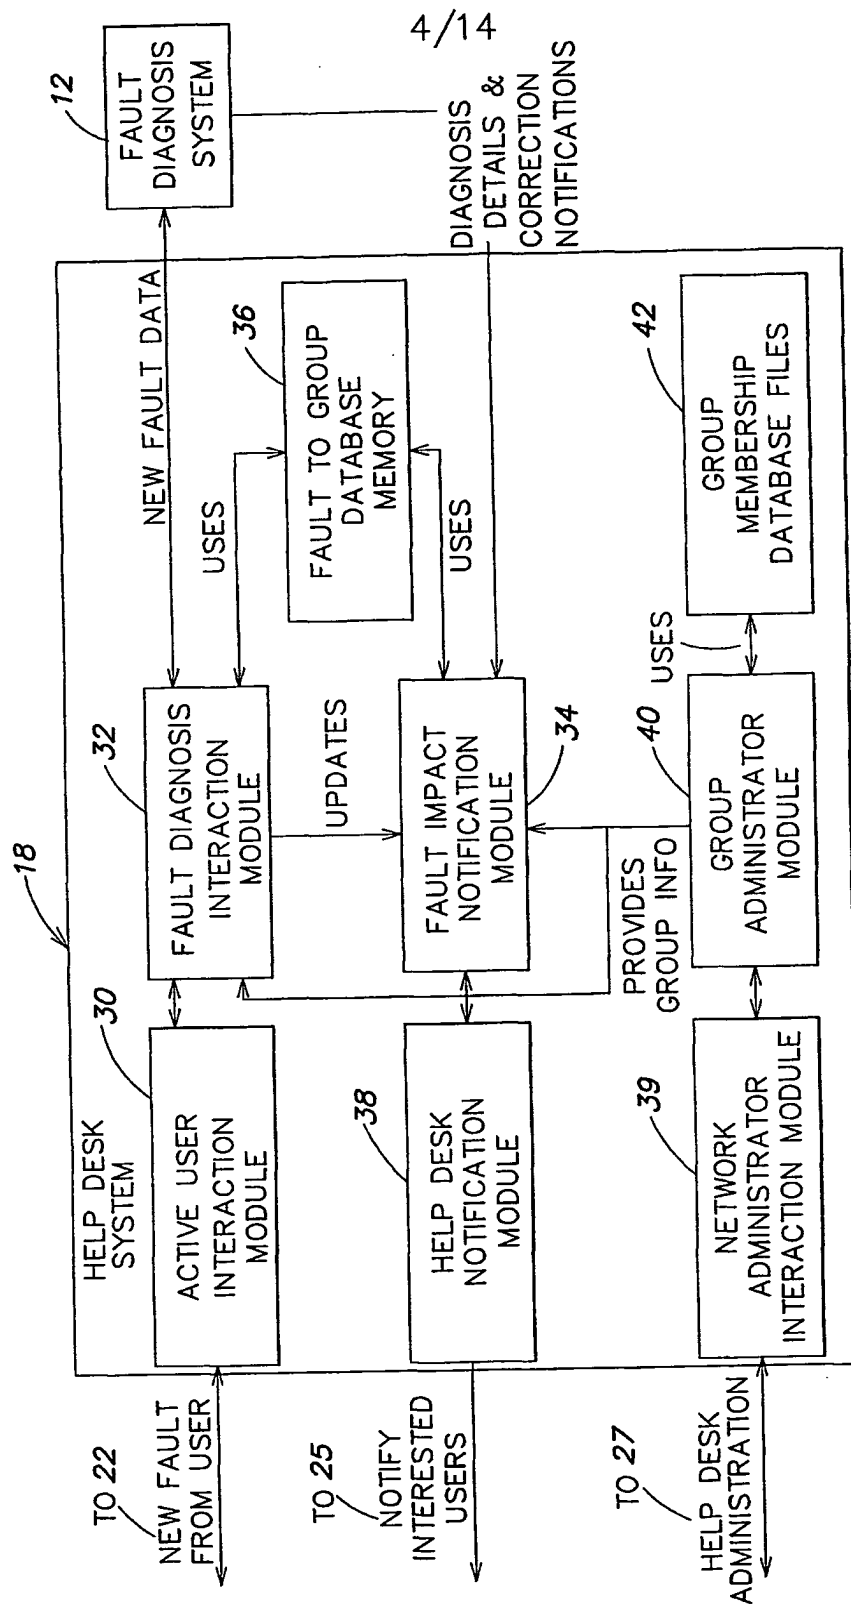 4/14
18
HELP DESK
SYSTEM
TO 22
NEW FAULT
FROM USER
30
ACTIVE USER
INTERACTION
MODULE
32
FAULT DIAGNOSIS
INTERACTION
MODULE
NEW FAULT DATA
12
FAULT
DIAGNOSIS
SYSTEM
USES
36
FAULT TO GROUP
DATABASE
MEMORY
UPDATES
USES
DIAGNOSIS
DETAILS &
CORRECTION
NOTIFICATIONS
TO 25
NOTIFY
INTERESTED
USERS
38
HELP DESK
NOTIFICATION
MODULE
FAULT IMPACT
NOTIFICATION
MODULE
34
PROVIDES
GROUP INFO
TO 27
HELP DESK
ADMINISTRATION
39
NETWORK
ADMINISTRATOR
INTERACTION MODULE
40
GROUP
ADMINISTRATOR
MODULE
USES
42
GROUP
MEMBERSHIP
DATABASE FILES